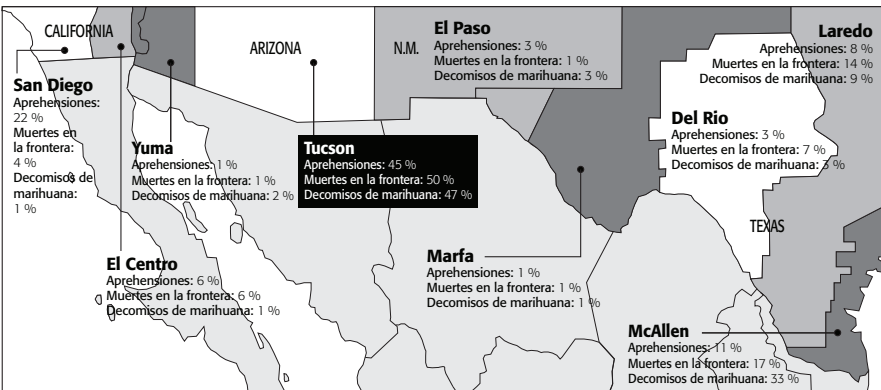 CALIFORNIA
ARIZONA
N.M.
TEXAS
San Diego
Aprehensiones:
22 %
Muertes en
la frontera:
4 %
Decomisos de
marihuana:
1 %
El Centro
Aprehensiones: 6 %
Muertes en la frontera: 6 %
Decomisos de marihuana: 1 %
Yuma
Aprehensiones: 1 %
Muertes en la frontera: 1 %
Decomisos de marihuana: 2 %
Tucson
Aprehensiones: 45 %
Muertes en la frontera: 50 %
Decomisos de marihuana: 47 %
El Paso
Aprehensiones: 3 %
Muertes en la frontera: 1 %
Decomisos de marihuana: 3 %
Marfa
Aprehensiones: 1 %
Muertes en la frontera: 1 %
Decomisos de marihuana: 1 %
Del Rio
Aprehensiones: 3 %
Muertes en la frontera: 7 %
Decomisos de marihuana: 3 %
Laredo
Aprehensiones: 8 %
Muertes en la frontera: 14 %
Decomisos de marihuana: 9 %
McAllen
Aprehensiones: 11 %
Muertes en la frontera: 17 %
Decomisos de marihuana: 33 %